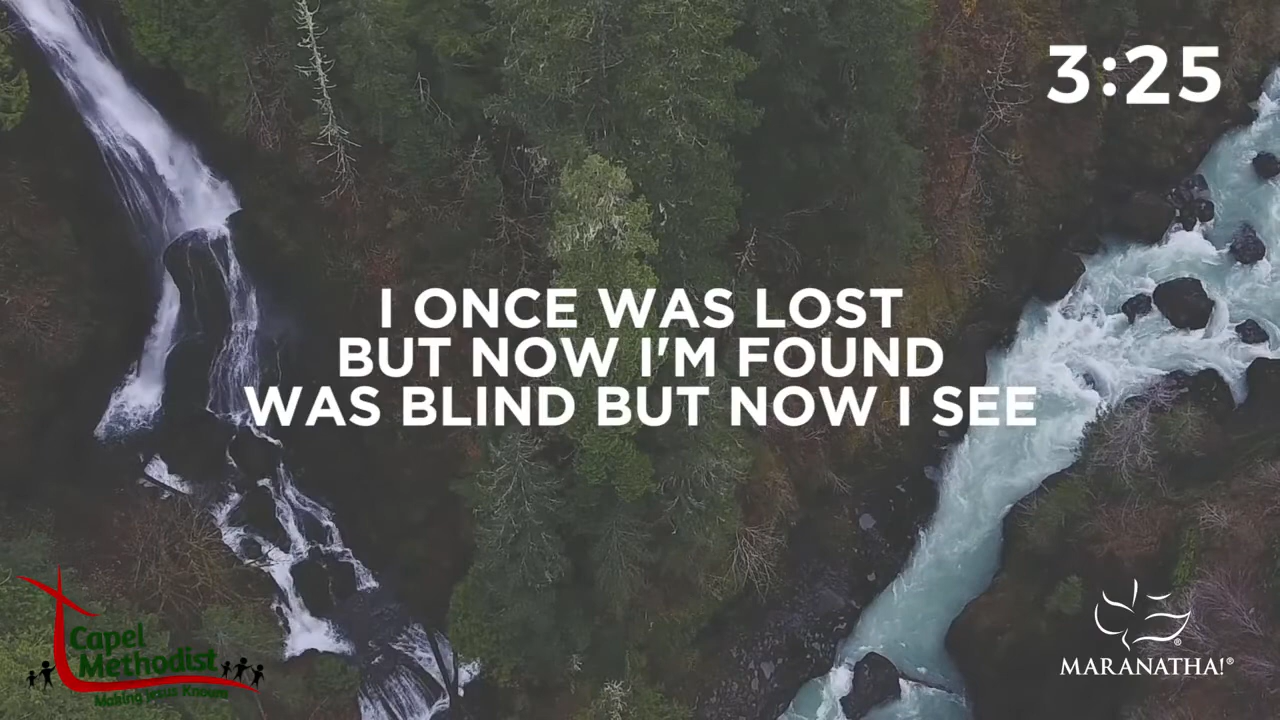 3:25
I ONCE WAS LOST
BUT NOW I'M FOUND
WAS BLIND BUT NOW I SEE
Capel
Methodist
Making Jesus Known
MARANATHA!®